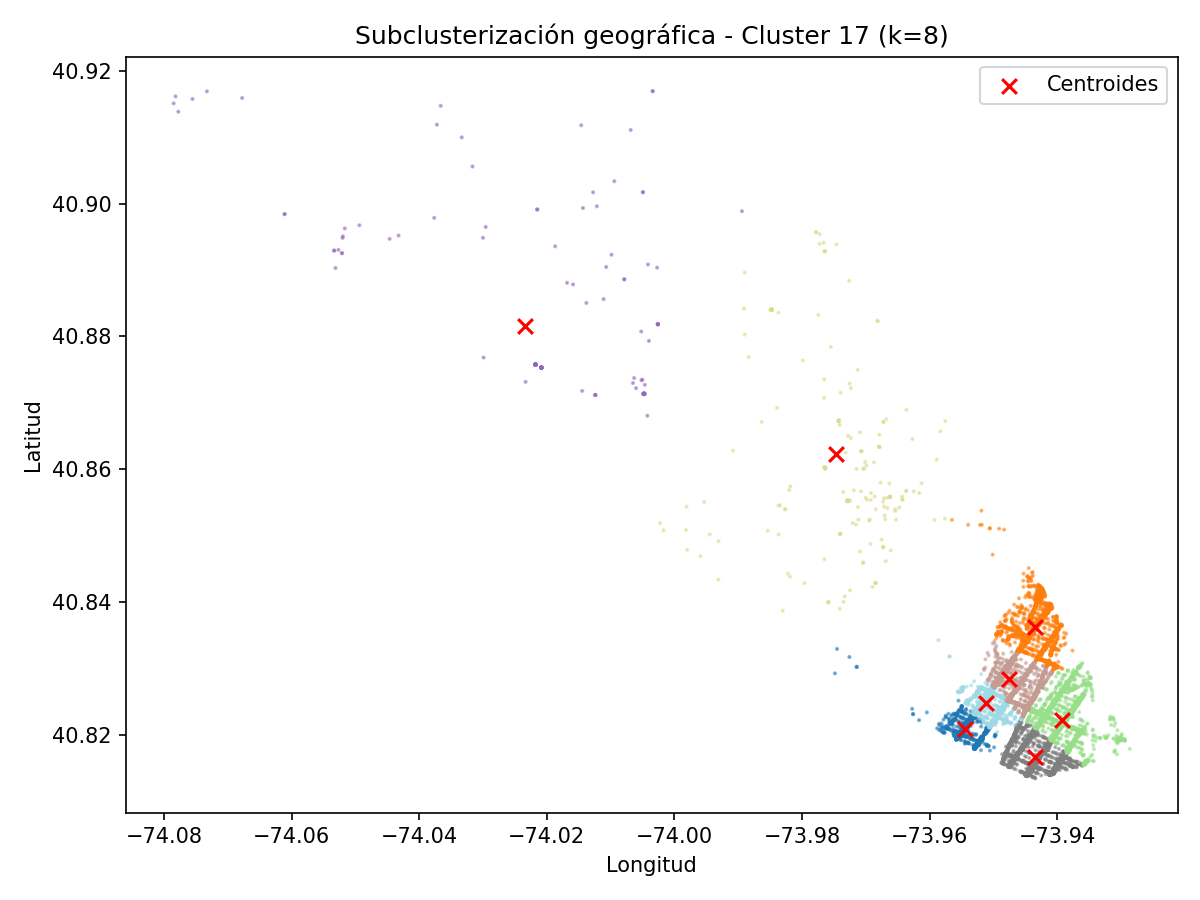 Subclusterización geográfica - Cluster 17 (k=8)
Centroides
Latitud
40.92
40.90
40.88
40.86
40.84
40.82
−74.08 −74.06 −74.04 −74.02 −74.00 −73.98 −73.96 −73.94
Longitud